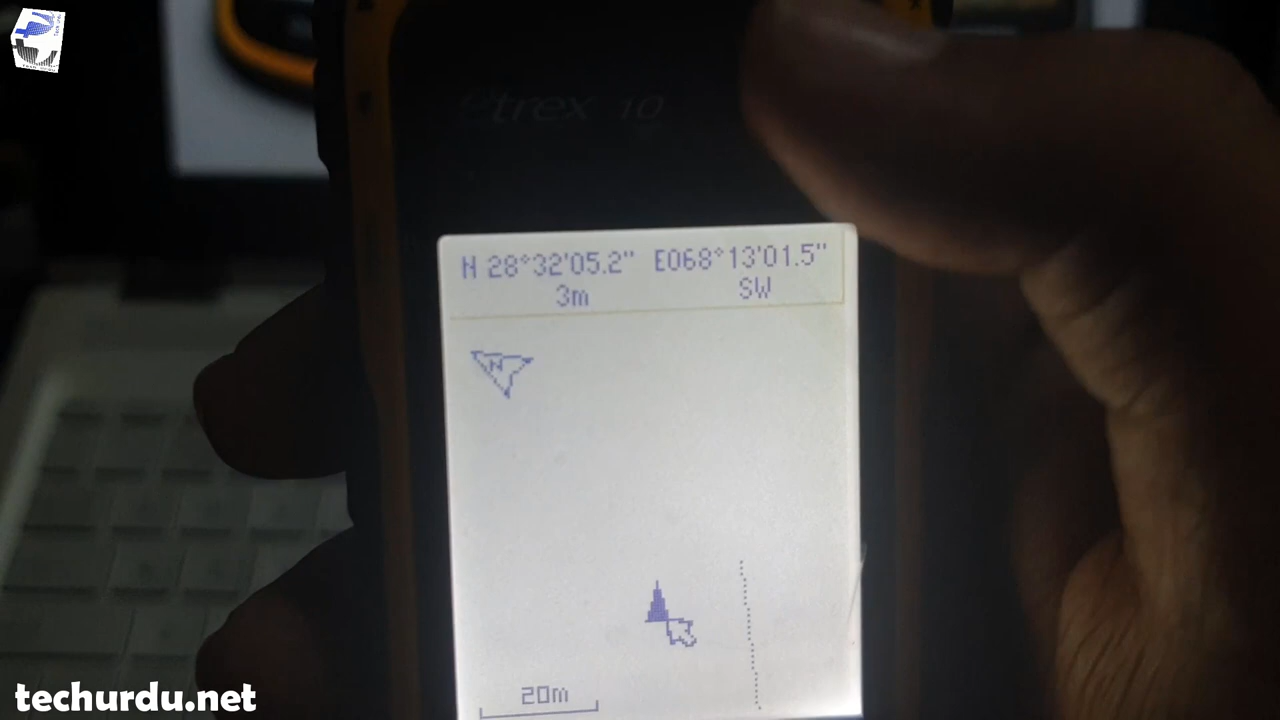 etrex 10
N 28°32'05.2" E068°13'01.5"
3m SW
N
20m
techurdu.net